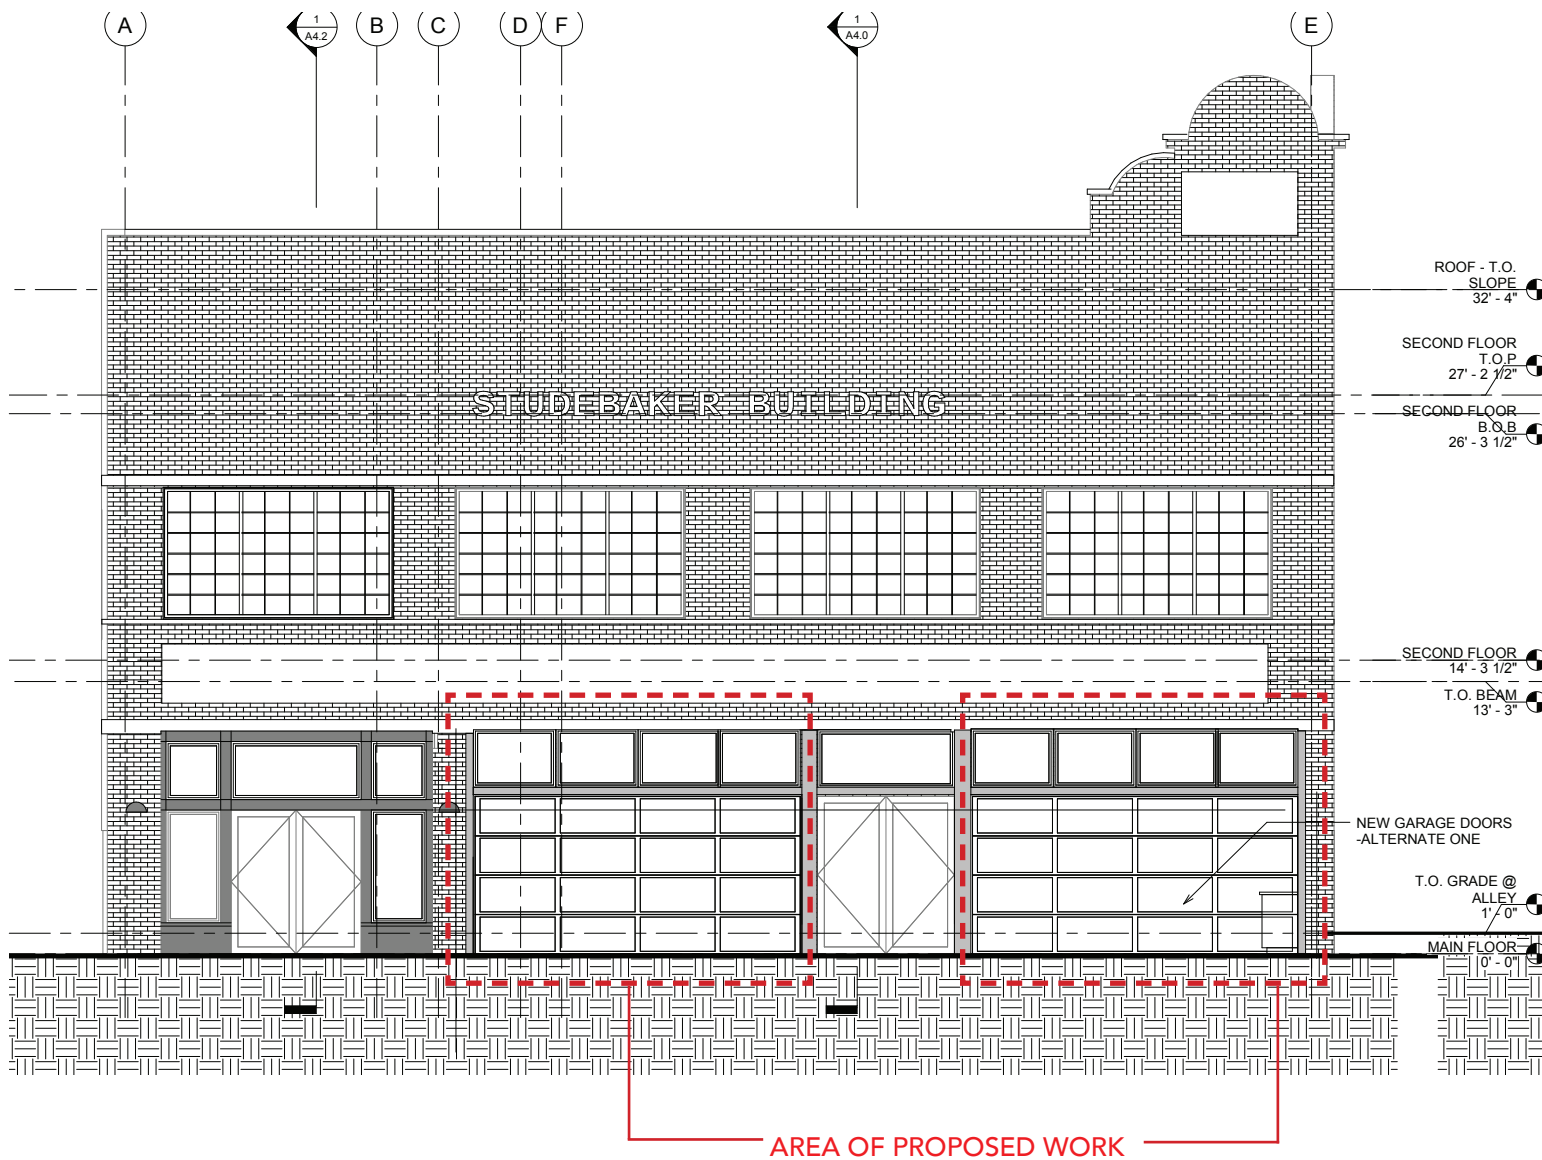 A
1
A4.2
B
C
D
F
1
A4.0
E
ROOF - T.O.
SLOPE
32' - 4"
SECOND FLOOR
T.O.P
27' - 2 1/2"
STUDEBAKER BUILDING
SECOND FLOOR
B.O.B
26' - 3 1/2"
SECOND FLOOR
14' - 3 1/2"
T.O. BEAM
13' - 3"
NEW GARAGE DOORS
-ALTERNATE ONE
T.O. GRADE @
ALLEY
1' - 0"
MAIN FLOOR
0' - 0"
AREA OF PROPOSED WORK